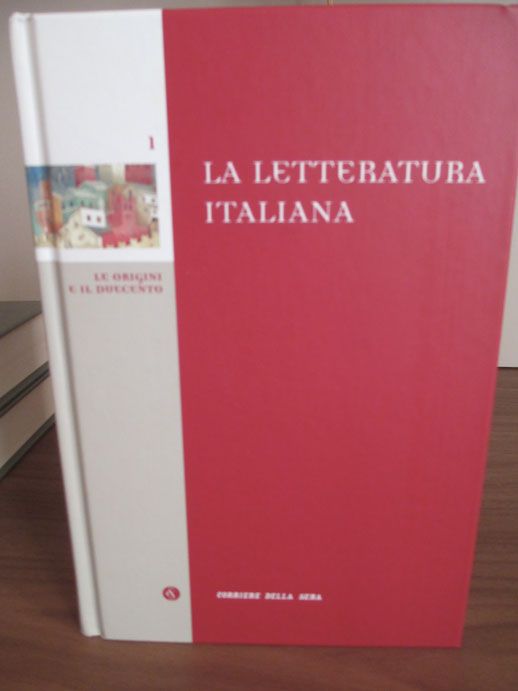 1
LA LETTERATURA
ITALIANA
LE ORIGINI
E IL DUECENTO
A
CORRIERE DELLA SERA